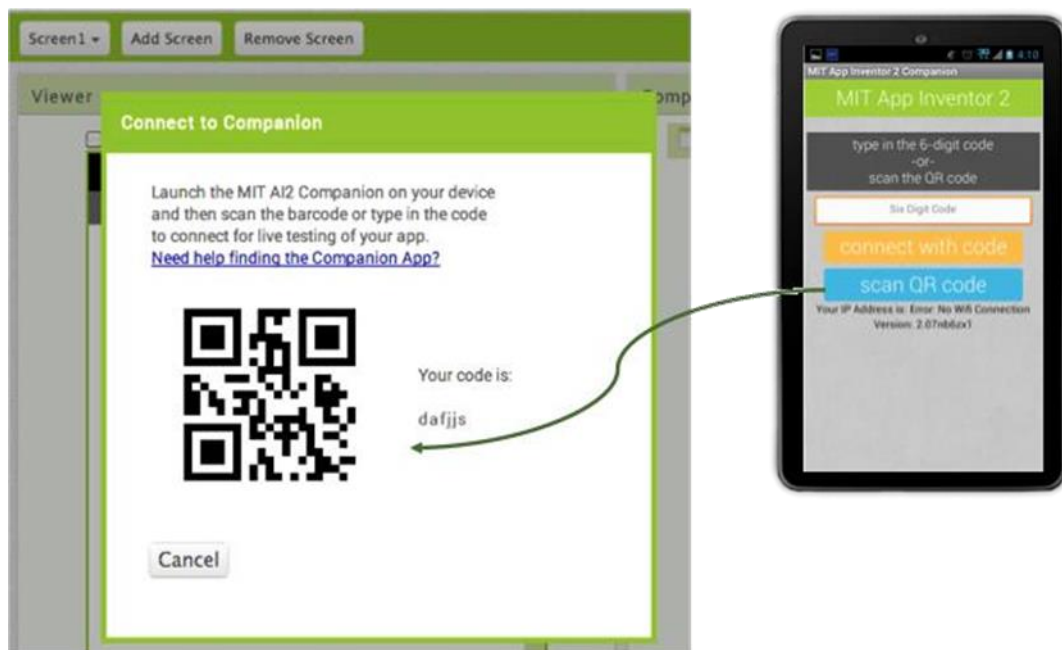 Screen1
Add Screen
Remove Screen
Viewer
Connect to Companion
Launch the MIT AI2 Companion on your device
and then scan the barcode or type in the code
to connect for live testing of your app.
Need help finding the Companion App?
Your code is:
dafjjs
Cancel
omp
4:10
MIT App Inventor 2 Companion
MIT App Inventor 2
type in the 6-digit code
-or-
scan the QR code
Six Digit Code
connect with code
scan QR code
Your IP Address is: Error: No Wifi Connection